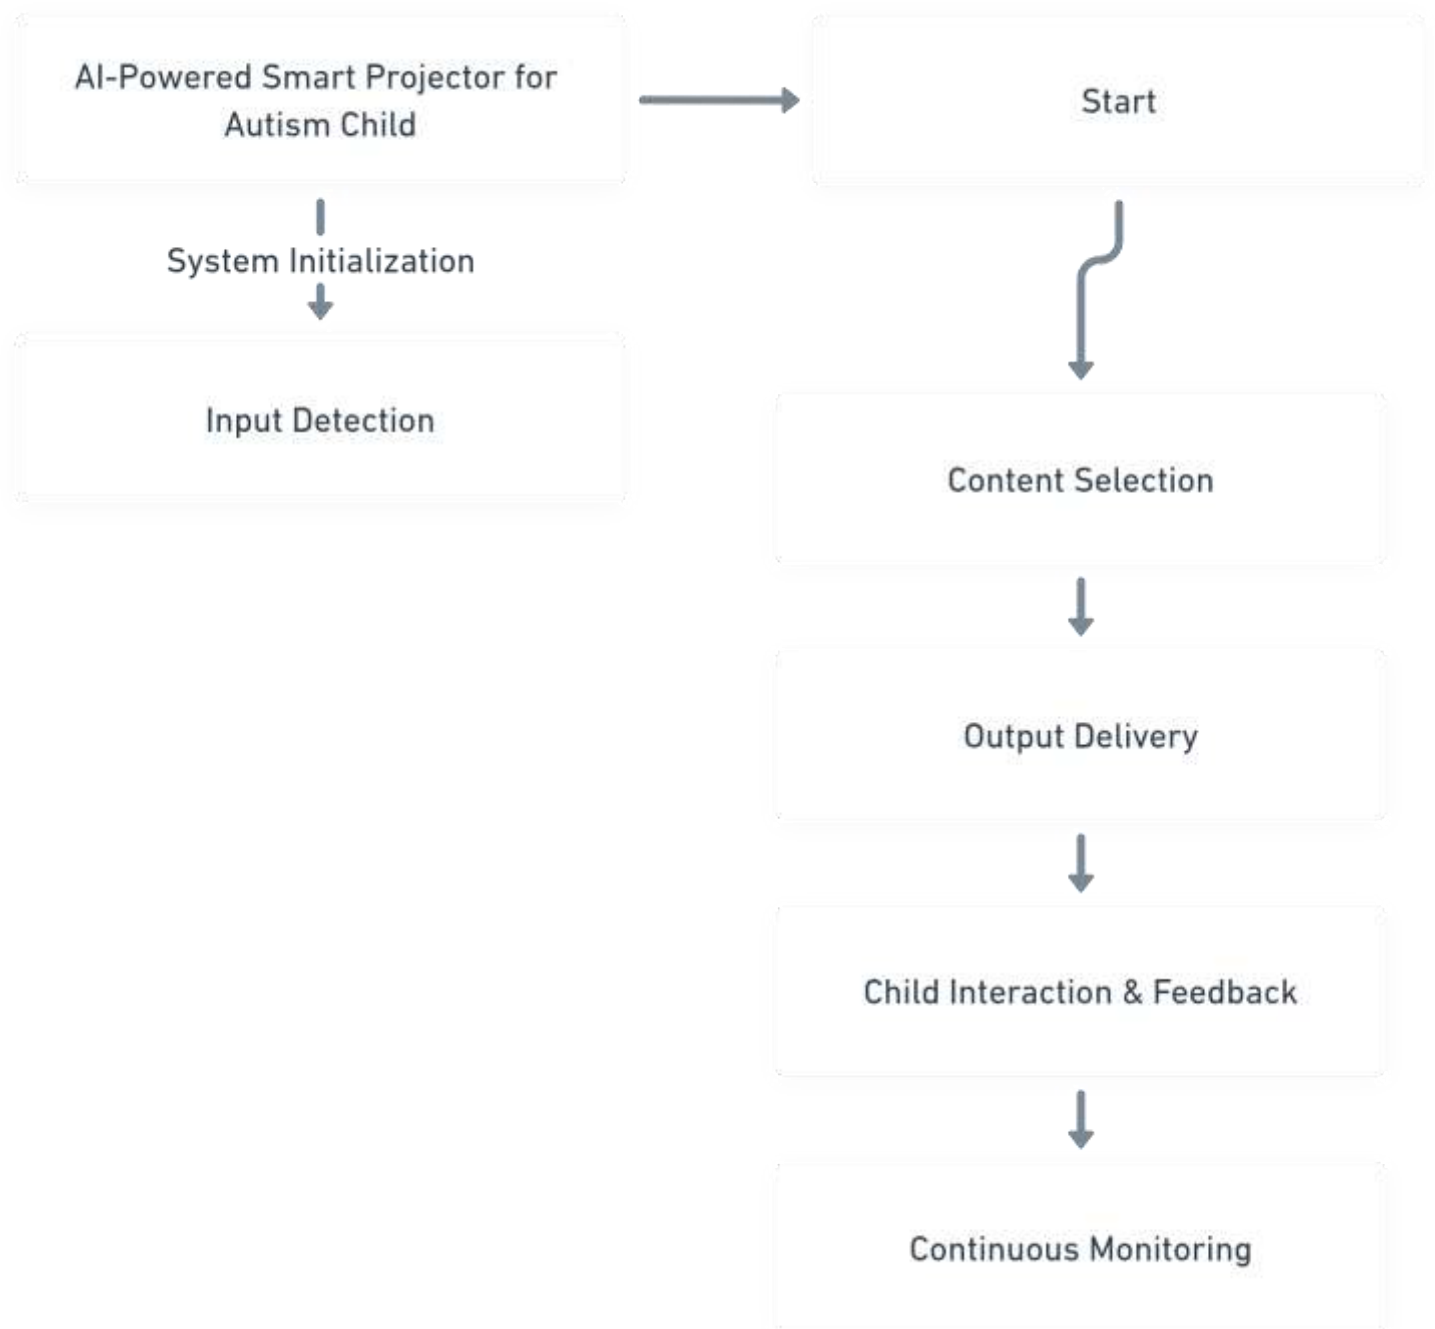 AI-Powered Smart Projector for
Autism Child
Start
System Initialization
Input Detection
Content Selection
Output Delivery
Child Interaction & Feedback
Continuous Monitoring